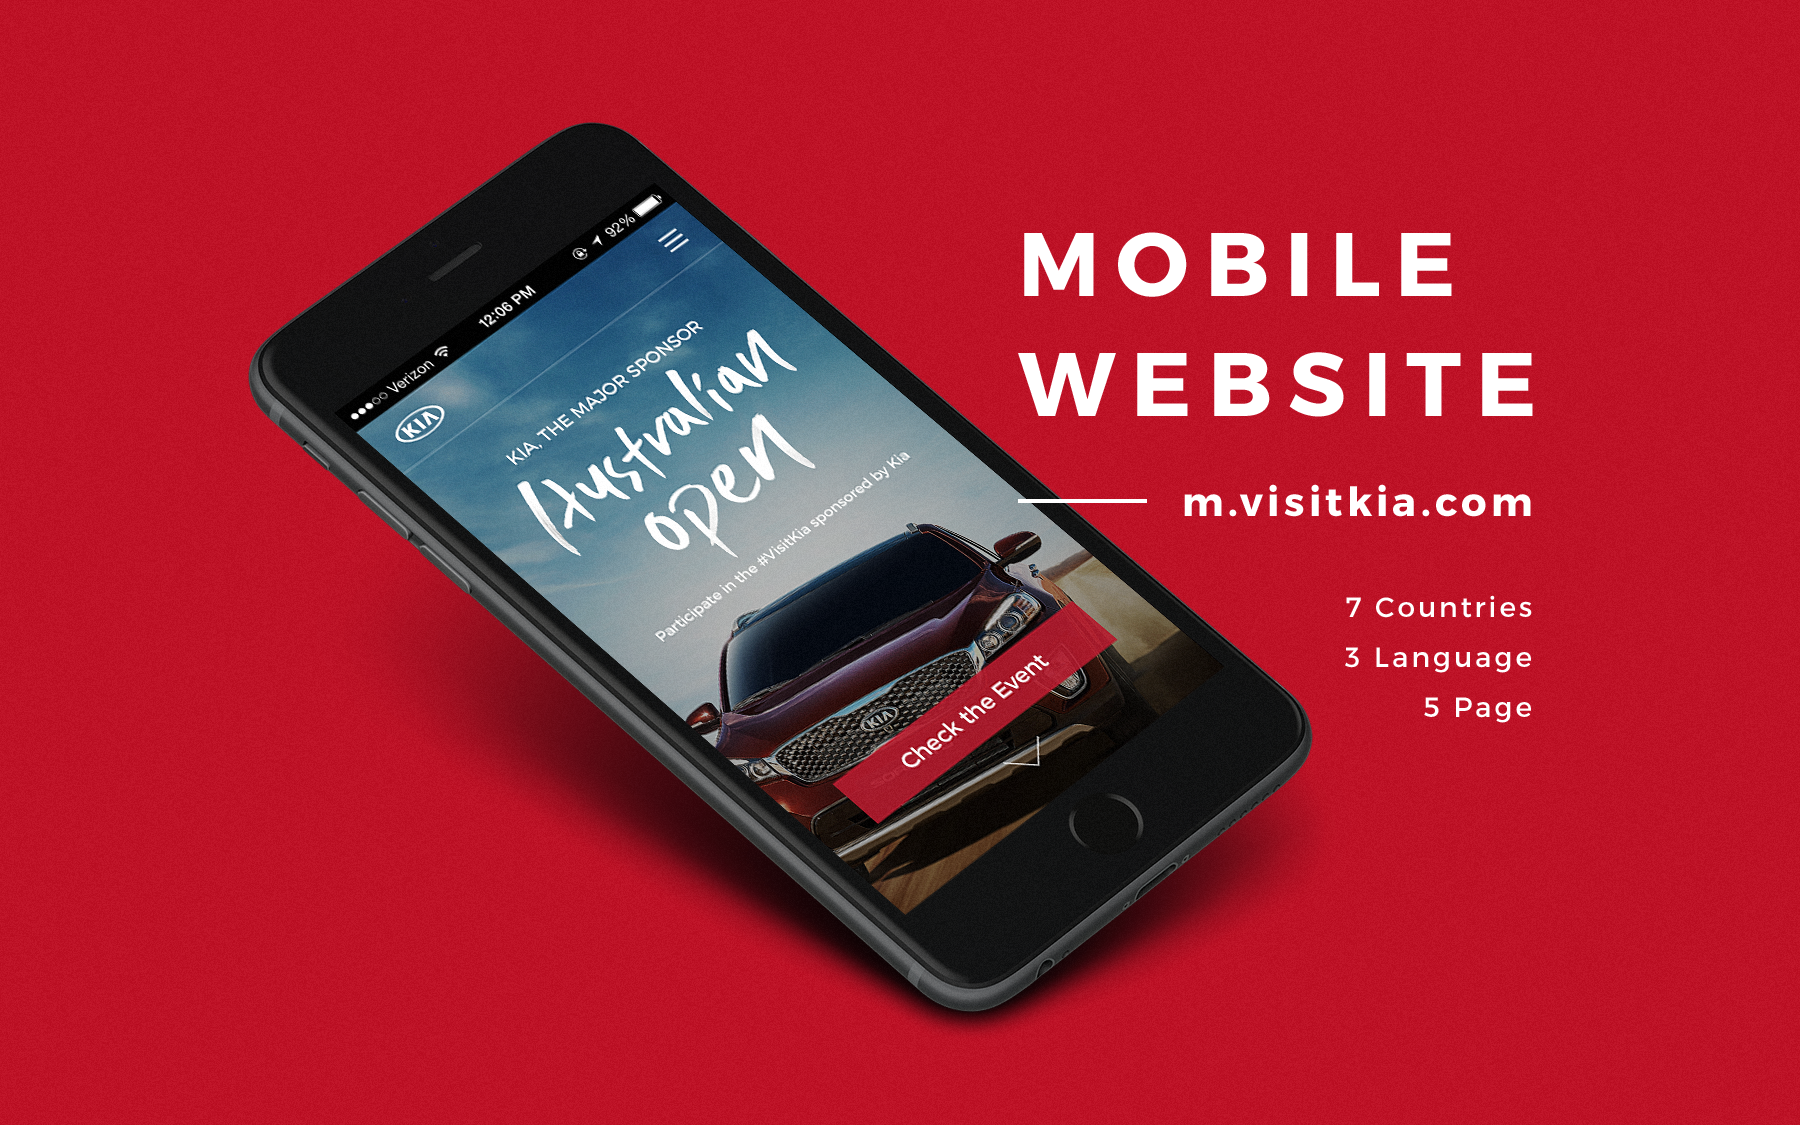 Verizon 12:06 PM 92%
KIA
KIA, THE MAJOR SPONSOR
Australian
open
Participate in the #VisitKia sponsored by Kia
KIA
Check the Event
MOBILE
WEBSITE
m.visitkia.com
7 Countries
3 Language
5 Page